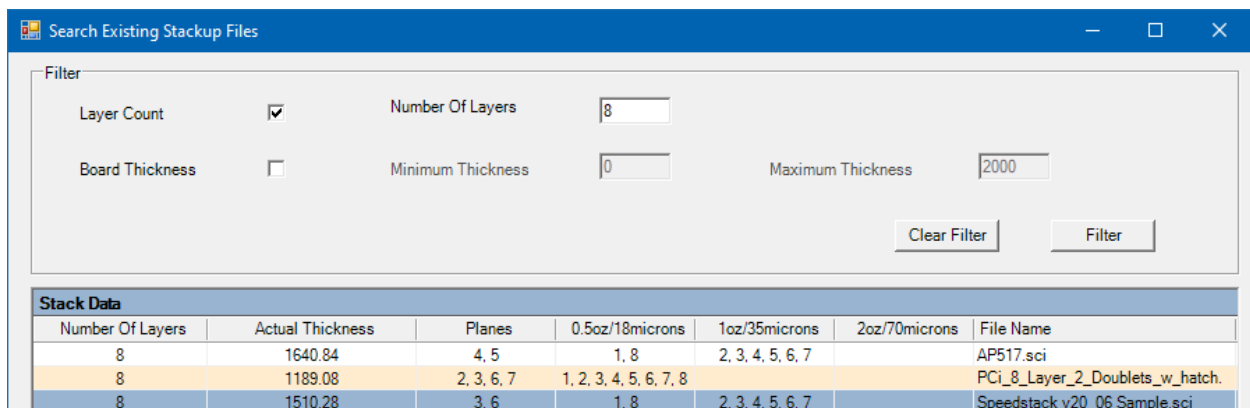 Search Existing Stackup Files
Filter
Layer Count Number Of Layers 8
Board Thickness Minimum Thickness 0 Maximum Thickness 2000
Clear Filter Filter
Stack Data
Number Of Layers Actual Thickness Planes 0.5oz/18microns 1oz/35microns 2oz/70microns File Name
8 1640.84 4, 5 1, 8 2, 3, 4, 5, 6, 7 AP517.sci
8 1189.08 2, 3, 6, 7 1, 2, 3, 4, 5, 6, 7, 8 PCi_8_Layer_2_Doublets_w_hatch.
8 1510.28 3, 6 1, 8 2, 3, 4, 5, 6, 7 Speedstack v20_06 Sample.sci